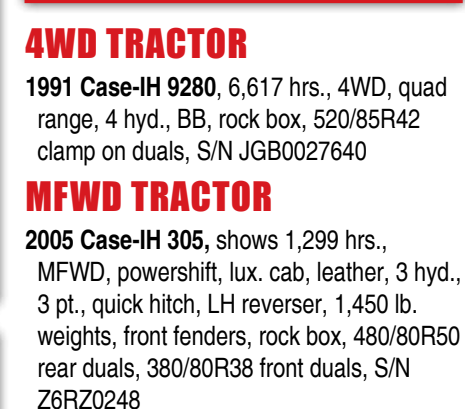 4WD TRACTOR
1991 Case-IH 9280, 6,617 hrs., 4WD, quad
range, 4 hyd., BB, rock box, 520/85R42
clamp on duals, S/N JGB0027640
MFWD TRACTOR
2005 Case-IH 305, shows 1,299 hrs.,
MFWD, powershift, lux. cab, leather, 3 hyd.,
3 pt., quick hitch, LH reverser, 1,450 lb.
weights, front fenders, rock box, 480/80R50
rear duals, 380/80R38 front duals, S/N
Z6RZ0248